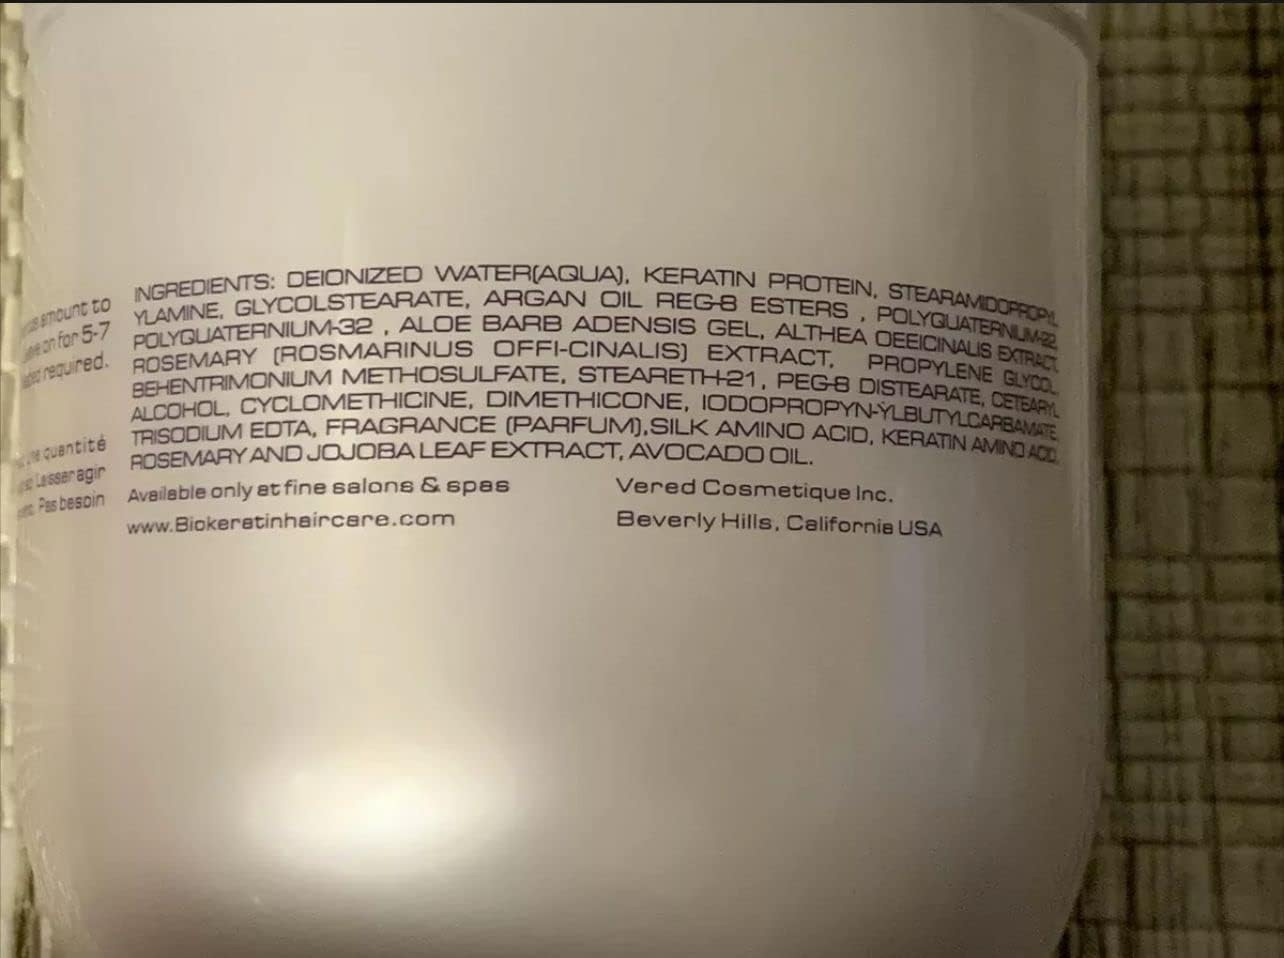 amount to
on for 5-7
required.
quantité
Laisser agir
Pas besoin
INGREDIENTS: DEIONIZED WATER(AQUA), KERATIN PROTEIN, STEARAMIDOPROPYL
YLAMINE, GLYCOLSTEARATE, ARGAN OIL REG-8 ESTERS , POLYQUATERNIUM-22
POLYQUATERNIUM-32 , ALOE BARB ADENSIS GEL, ALTHEA OEEICINALIS EXTRACT,
ROSEMARY (ROSMARINUS OFFI-CINALIS) EXTRACT, PROPYLENE GLYCOL,
BEHENTRIMONIUM METHOSULFATE, STEARETH-21, PEG-8 DISTEARATE, CETEARYL
ALCOHOL, CYCLOMETHICINE, DIMETHICONE, IODOPROPYN-YLBUTYLCARBAMATE
TRISODIUM EDTA, FRAGRANCE (PARFUM),SILK AMINO ACID, KERATIN AMINO ACID,
ROSEMARY AND JOJOBA LEAF EXTRACT, AVOCADO OIL.
Available only at fine salons & spas
www.Biokeratinhaircare.com
Vered Cosmetique Inc.
Beverly Hills, California USA